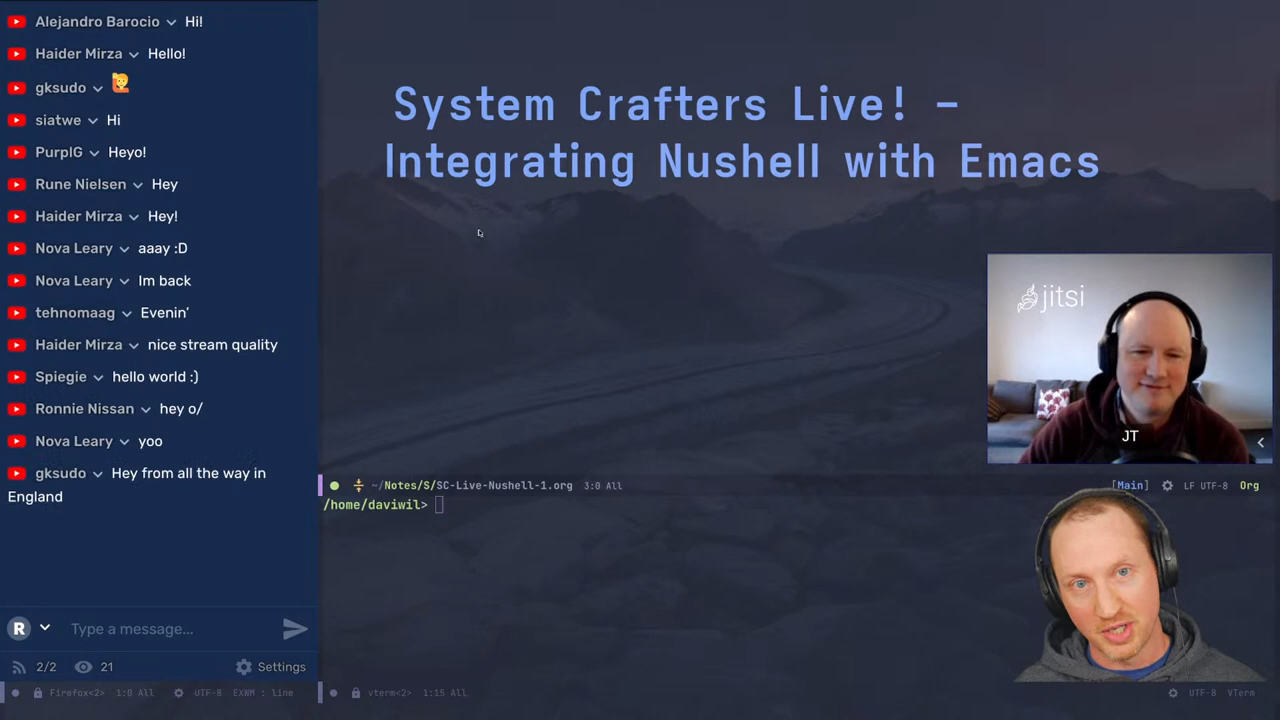 Alejandro Barocio Hi!
Haider Mirza Hello!
gksudo
siatwe Hi
PurplG Heyo!
Rune Nielsen Hey
Haider Mirza Hey!
Nova Leary aaay :D
Nova Leary Im back
tehnomaag Evenin’
Haider Mirza nice stream quality
Spiegie hello world :)
Ronnie Nissan hey o/
Nova Leary yoo
gksudo Hey from all the way in
England
R Type a message...
2/2 21 Settings
Firefox<2> 1:0 All UTF-8 EXWM : line
System Crafters Live! –
Integrating Nushell with Emacs
jitsi
JT
~/Notes/S/SC-Live-Nushell-1.org 3:0 All [Main] LF UTF-8 Org
/home/daviwil>
vterm<2> 1:15 All UTF-8 VTerm